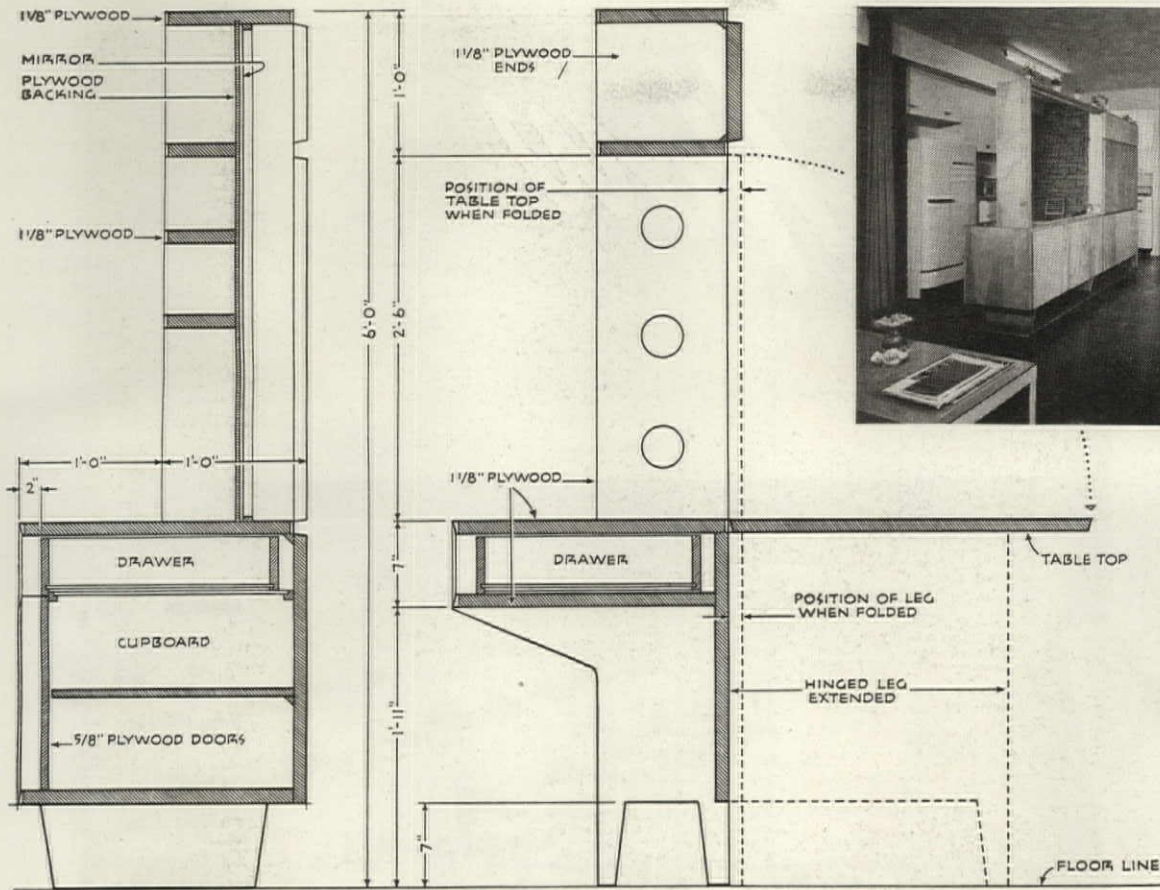 1 1/8" PLYWOOD
MIRROR
PLYWOOD
BACKING
1 1/8" PLYWOOD
1'-0"
1'-0"
2"
DRAWER
CUPBOARD
5/8" PLYWOOD DOORS
6'-0"
1'-0"
2'-6"
7"
1'-11"
7"
1 1/8" PLYWOOD
ENDS
POSITION OF
TABLE TOP
WHEN FOLDED
1 1/8" PLYWOOD
DRAWER
TABLE TOP
POSITION OF LEG
WHEN FOLDED
HINGED LEG
EXTENDED
FLOOR LINE